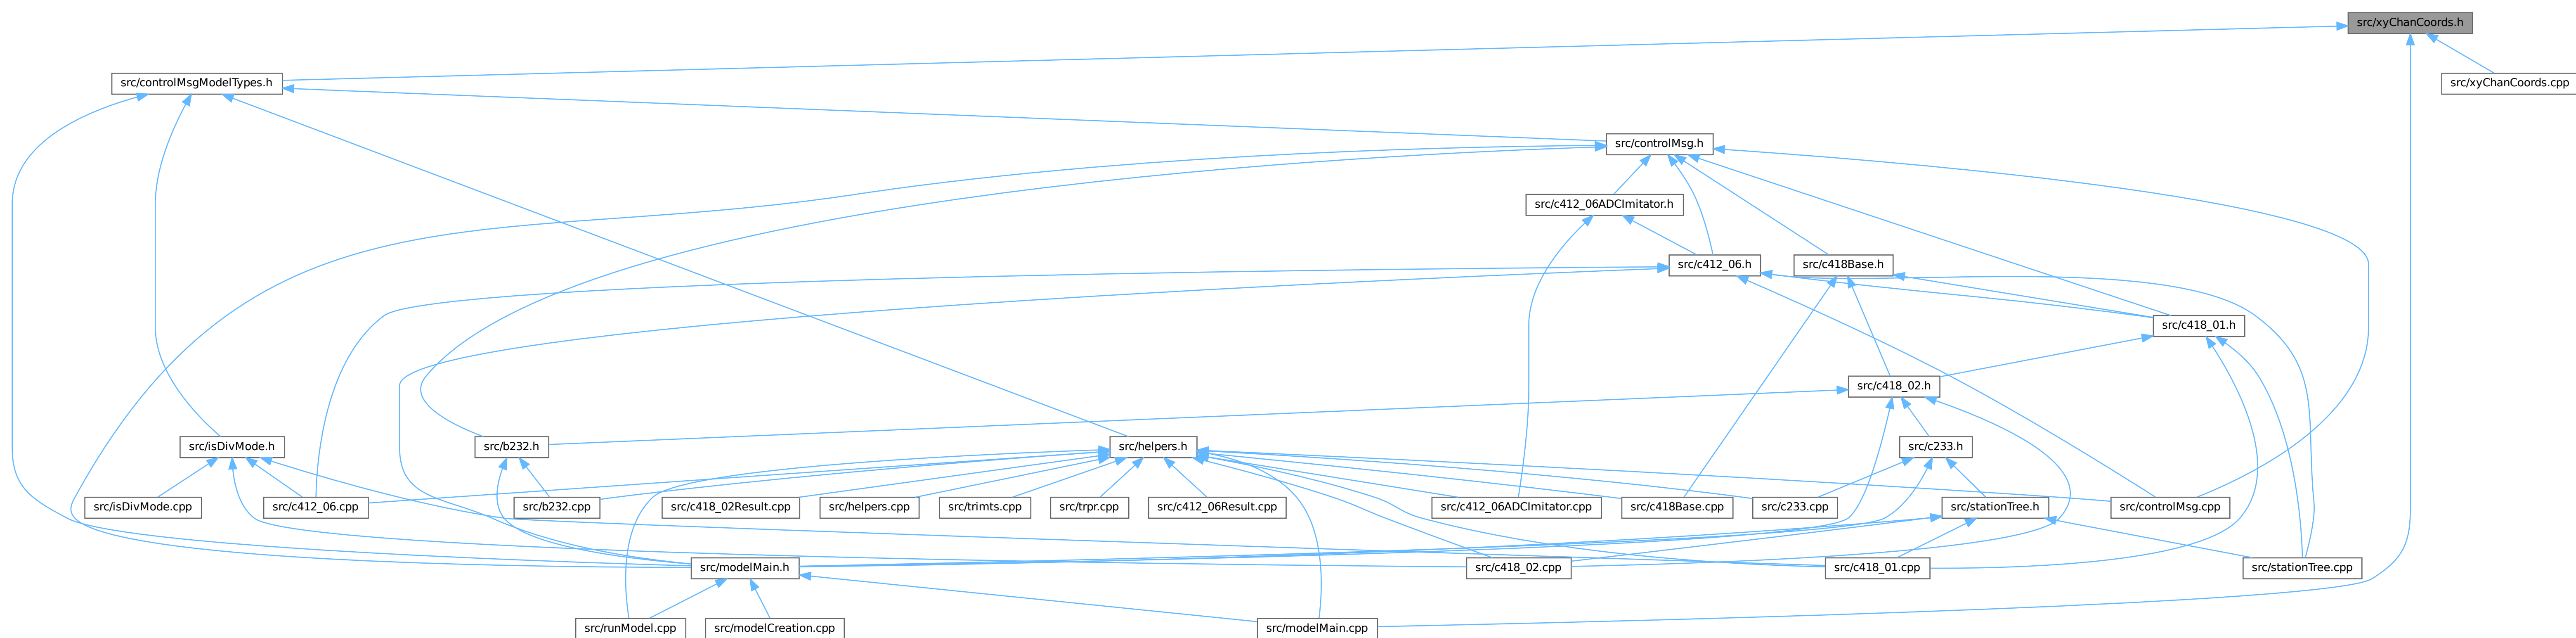 src/xyChanCoords.h
src/controlMsgModelTypes.h
src/xyChanCoords.cpp
src/controlMsg.h
src/c412_06ADCImitator.h
src/c412_06.h
src/c418Base.h
src/c418_01.h
src/c418_02.h
src/isDivMode.h
src/b232.h
src/helpers.h
src/c233.h
src/isDivMode.cpp
src/c412_06.cpp
src/b232.cpp
src/c418_02Result.cpp
src/helpers.cpp
src/trimts.cpp
src/trpr.cpp
src/c412_06Result.cpp
src/c412_06ADCImitator.cpp
src/c418Base.cpp
src/c233.cpp
src/stationTree.h
src/controlMsg.cpp
src/modelMain.h
src/c418_02.cpp
src/c418_01.cpp
src/stationTree.cpp
src/runModel.cpp
src/modelCreation.cpp
src/modelMain.cpp